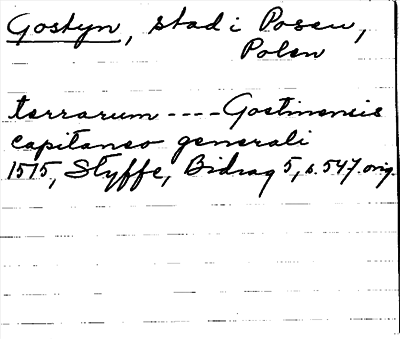 Gostyn, stad i Posen,
Polen
terrarum ---- Gostinensis
capitaneo generali
1515, Styffe, Bidrag 5, s. 547. orig.